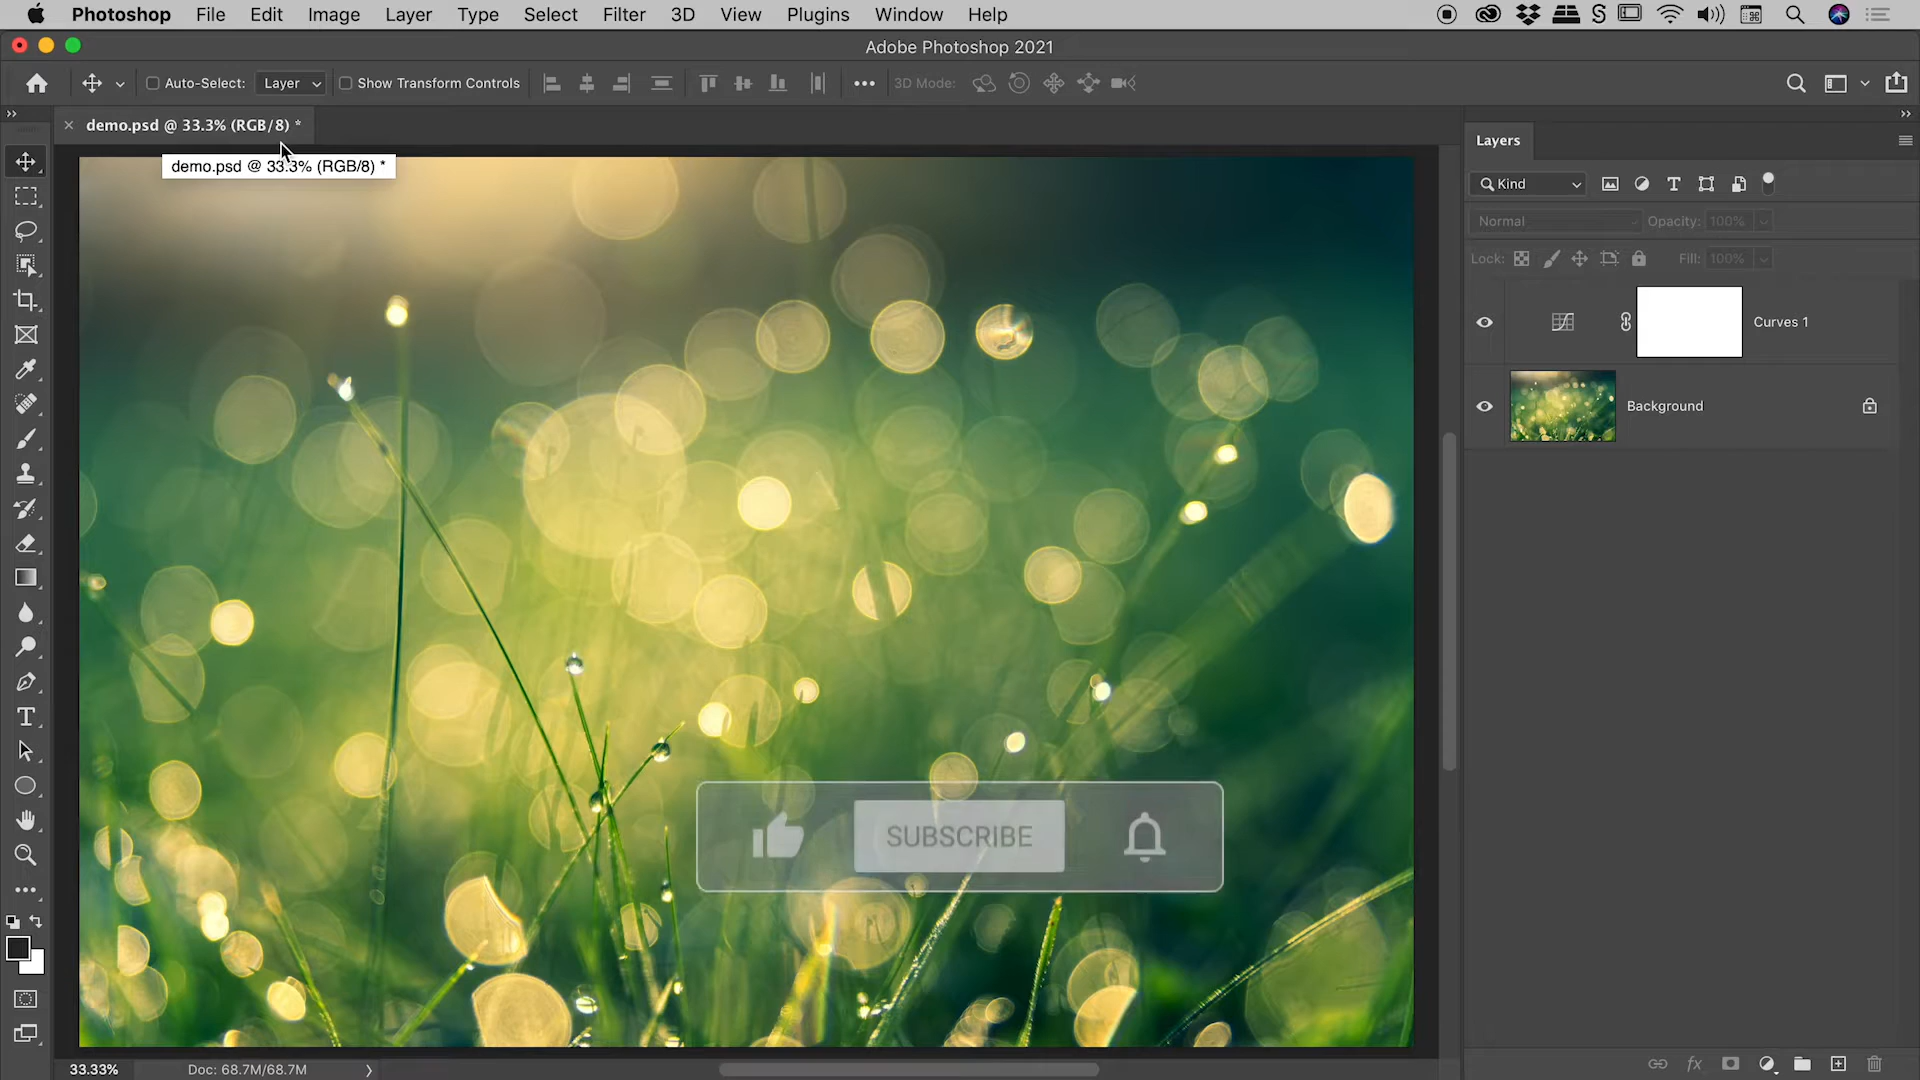 Photoshop File Edit Image Layer Type Select Filter 3D View Plugins Window Help
Adobe Photoshop 2021
Auto-Select: Layer Show Transform Controls 3D Mode:
demo.psd @ 33.3% (RGB/8) *
demo.psd @ 33.3% (RGB/8) *
Layers
Kind
Normal Opacity: 100%
Lock: Fill: 100%
Curves 1
Background
SUBSCRIBE
33.33% Doc: 68.7M/68.7M